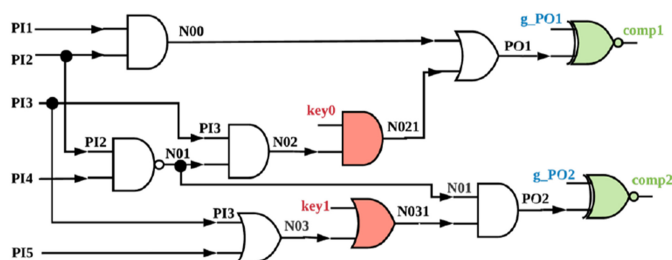 PI1
N00
g_PO1
comp1
PI2
PO1
PI3
key0
PI3
N02
N021
PI2
N01
PI4
g_PO2
comp2
N01
PO2
key1
PI3
N03
N031
PI5